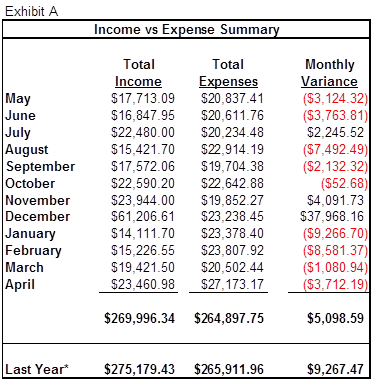 Exhibit A
Income vs Expense Summary
Total Total Monthly
Income Expenses Variance
May $17,713.09 $20,837.41 ($3,124.32)
June $16,847.95 $20,611.76 ($3,763.81)
July $22,480.00 $20,234.48 $2,245.52
August $15,421.70 $22,914.19 ($7,492.49)
September $17,572.06 $19,704.38 ($2,132.32)
October $22,590.20 $22,642.88 ($52.68)
November $23,944.00 $19,852.27 $4,091.73
December $61,206.61 $23,238.45 $37,968.16
January $14,111.70 $23,378.40 ($9,266.70)
February $15,226.55 $23,807.92 ($8,581.37)
March $19,421.50 $20,502.44 ($1,080.94)
April $23,460.98 $27,173.17 ($3,712.19)
$269,996.34 $264,897.75 $5,098.59
Last Year* $275,179.43 $265,911.96 $9,267.47